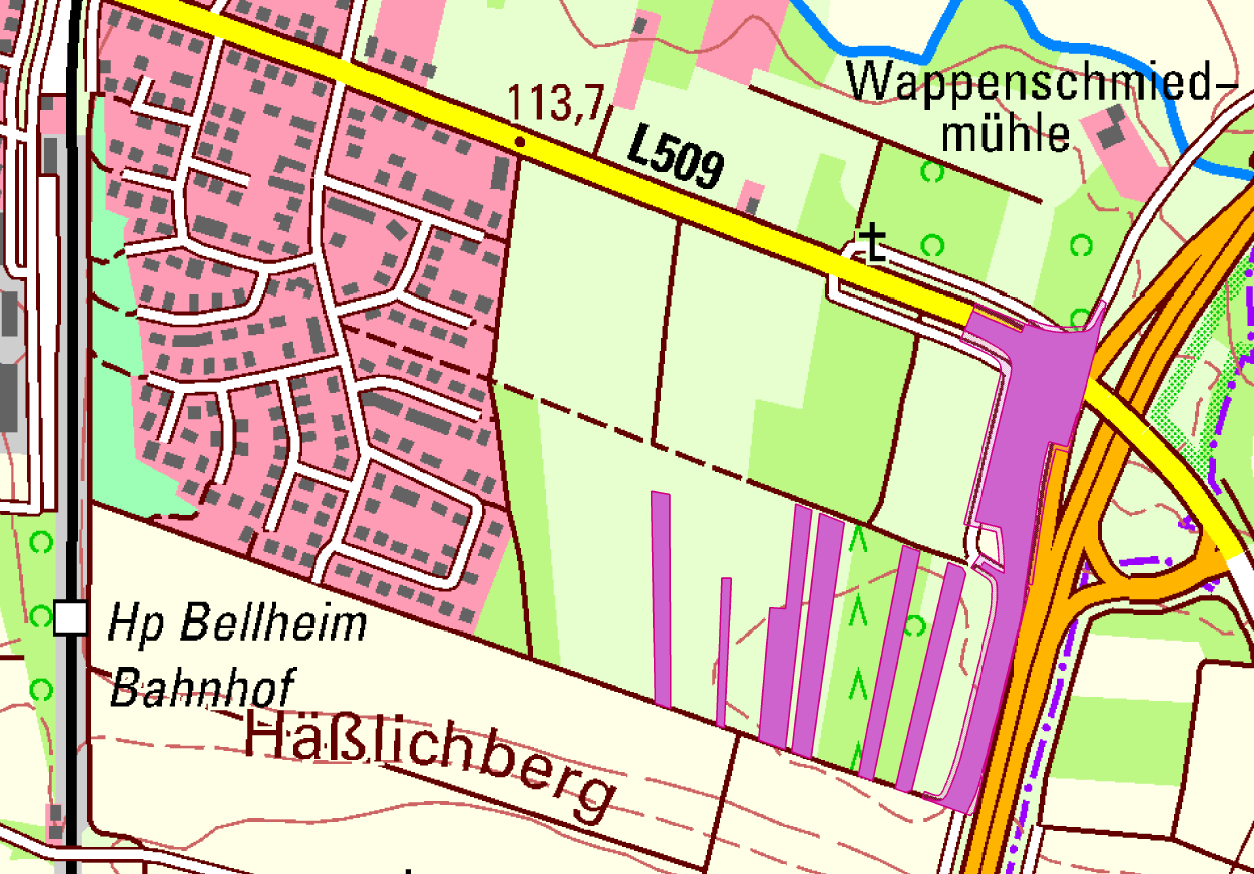 Wappenschmied-
mühle
113,7
L509
Hp Bellheim
Bahnhof
Häßlichberg